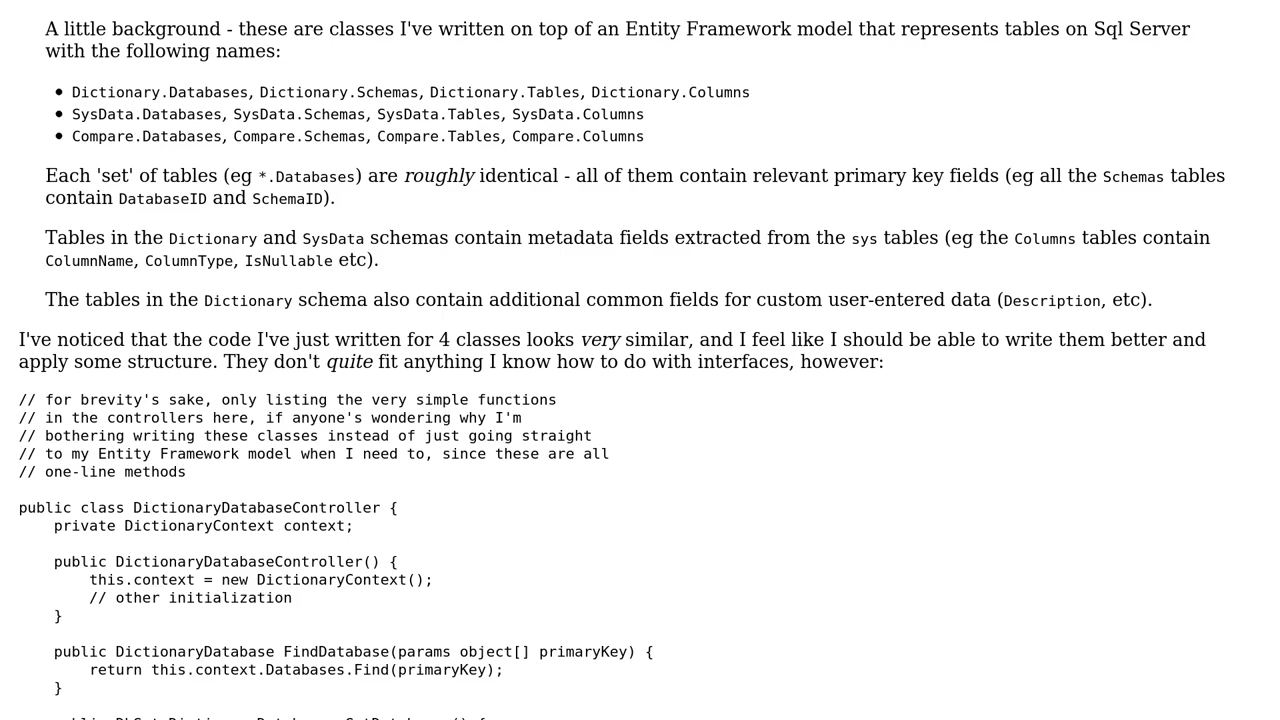 A little background - these are classes I've written on top of an Entity Framework model that represents tables on Sql Server
with the following names:
• Dictionary.Databases, Dictionary.Schemas, Dictionary.Tables, Dictionary.Columns
• SysData.Databases, SysData.Schemas, SysData.Tables, SysData.Columns
• Compare.Databases, Compare.Schemas, Compare.Tables, Compare.Columns
Each 'set' of tables (eg *.Databases) are roughly identical - all of them contain relevant primary key fields (eg all the Schemas tables
contain DatabaseID and SchemaID).
Tables in the Dictionary and SysData schemas contain metadata fields extracted from the sys tables (eg the Columns tables contain
ColumnName, ColumnType, IsNullable etc).
The tables in the Dictionary schema also contain additional common fields for custom user-entered data (Description, etc).
I've noticed that the code I've just written for 4 classes looks very similar, and I feel like I should be able to write them better and
apply some structure. They don't quite fit anything I know how to do with interfaces, however:
// for brevity's sake, only listing the very simple functions
// in the controllers here, if anyone's wondering why I'm
// bothering writing these classes instead of just going straight
// to my Entity Framework model when I need to, since these are all
// one-line methods
public class DictionaryDatabaseController {
    private DictionaryContext context;
    public DictionaryDatabaseController() {
        this.context = new DictionaryContext();
        // other initialization
    }
    public DictionaryDatabase FindDatabase(params object[] primaryKey) {
        return this.context.Databases.Find(primaryKey);
    }